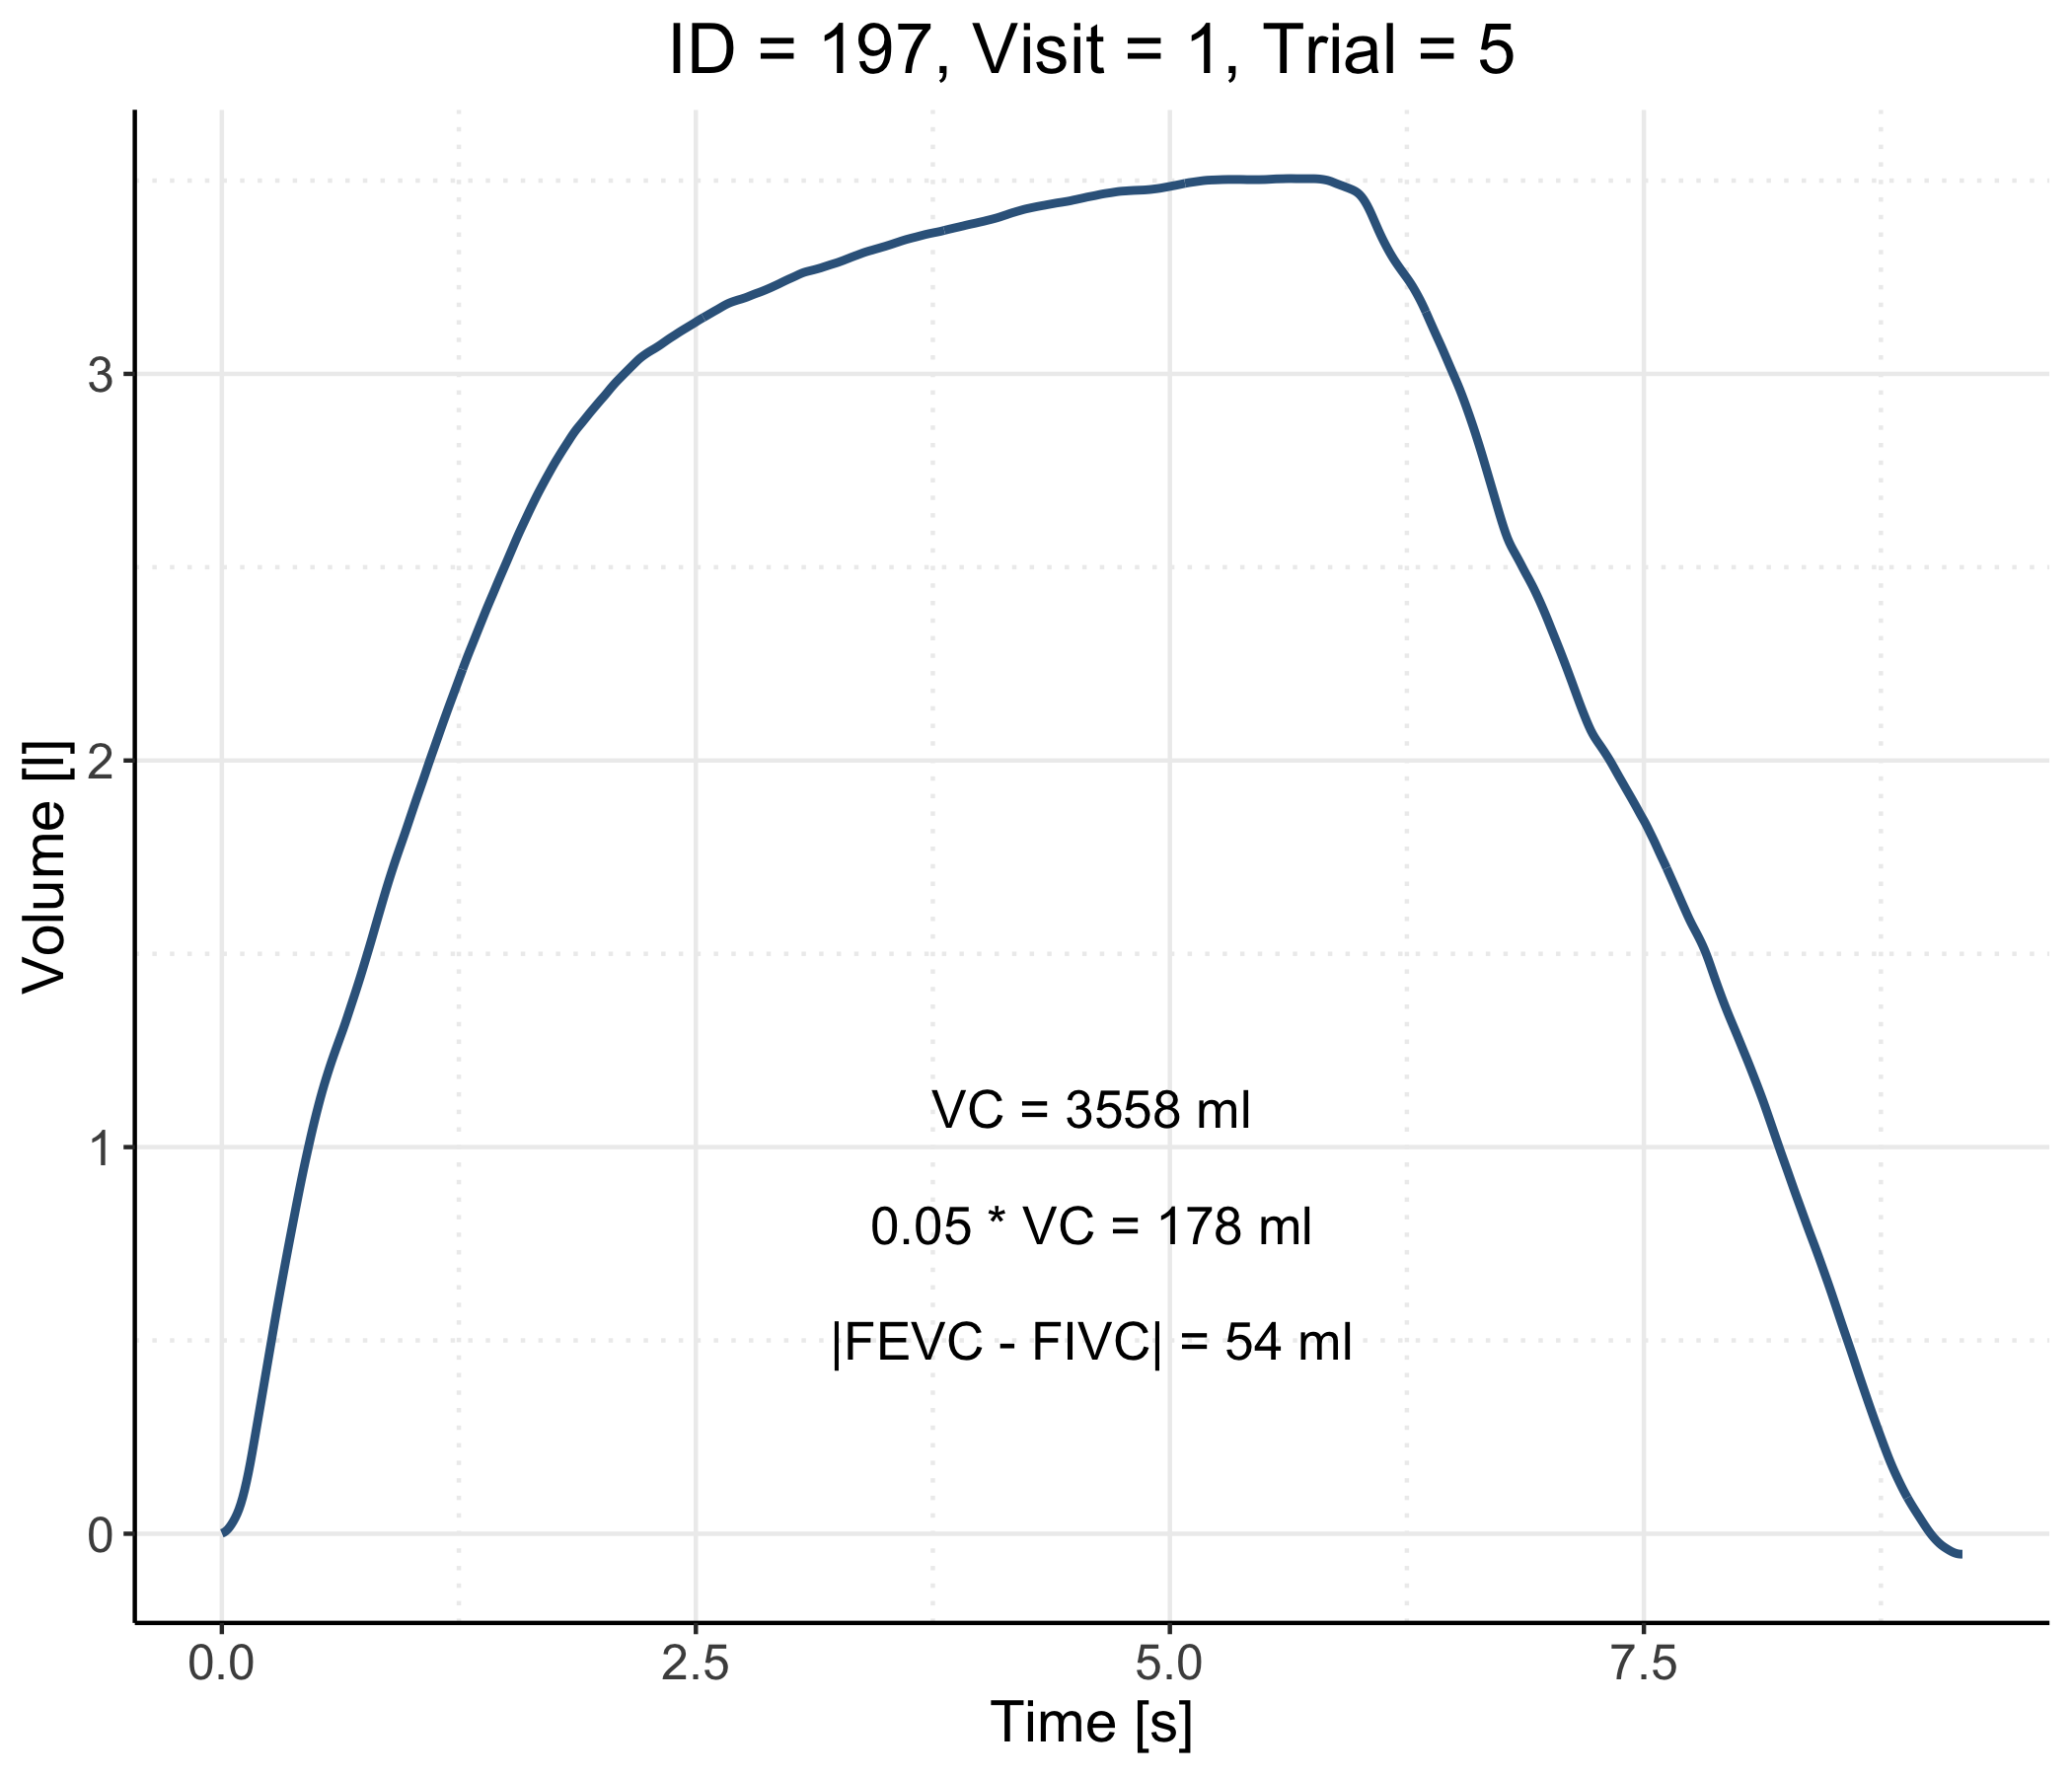 ID = 197, Visit = 1, Trial = 5
Volume [l]
3
2
1
0
VC = 3558 ml
0.05 * VC = 178 ml
|FEVC - FIVC| = 54 ml
0.0
2.5
5.0
7.5
Time [s]